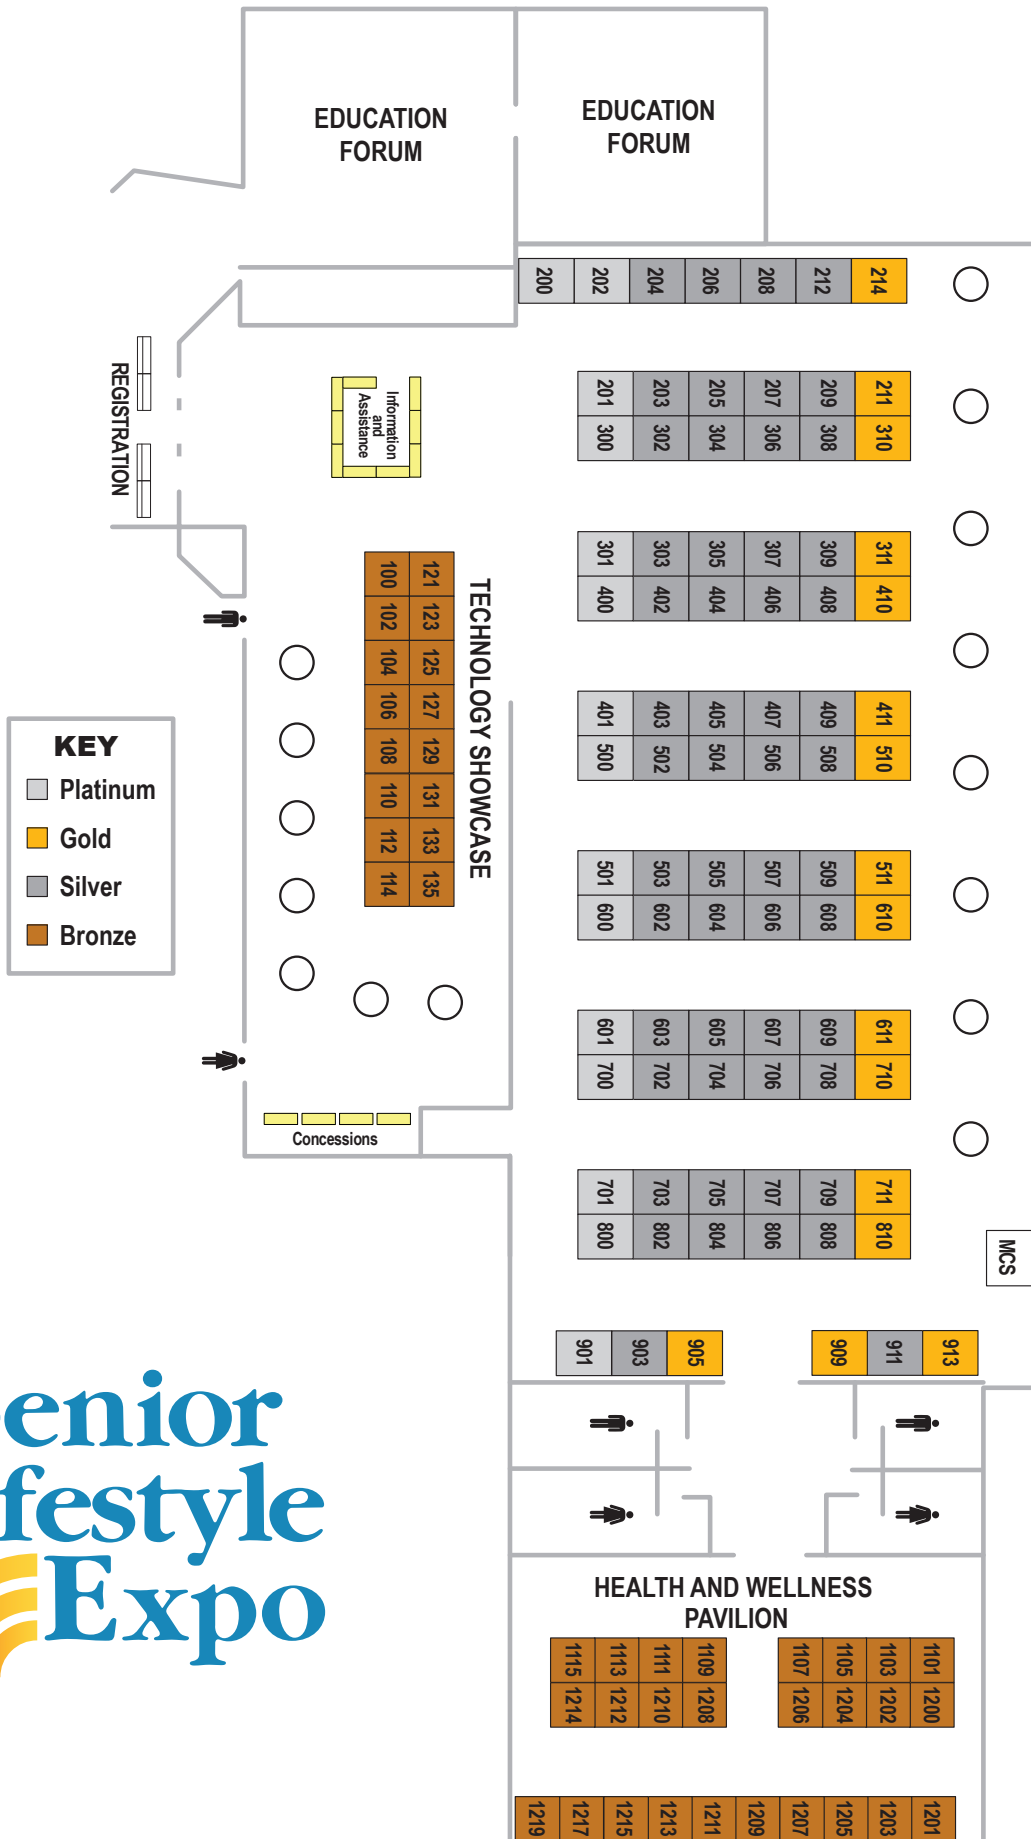 EDUCATION
FORUM
EDUCATION
FORUM
200 202 204 206 208 212 214
REGISTRATION
Information
and
Assistance
201 203 205 207 209 211
300 302 304 306 308 310
301 303 305 307 309 311
400 402 404 406 408 410
TECHNOLOGY SHOWCASE
100 121
102 123
104 125
106 127
108 129
110 131
112 133
114 135
401 403 405 407 409 411
500 502 504 506 508 510
KEY
Platinum
Gold
Silver
Bronze
501 503 505 507 509 511
600 602 604 606 608 610
601 603 605 607 609 611
700 702 704 706 708 710
Concessions
701 703 705 707 709 711
800 802 804 806 808 810
MCS
901 903 905
909 911 913
enior
festyle
Expo
HEALTH AND WELLNESS
PAVILION
1115 1113 1111 1109
1107 1105 1103 1101
1214 1212 1210 1208
1206 1204 1202 1200
1219 1217 1215 1213 1211 1209 1207 1205 1203 1201